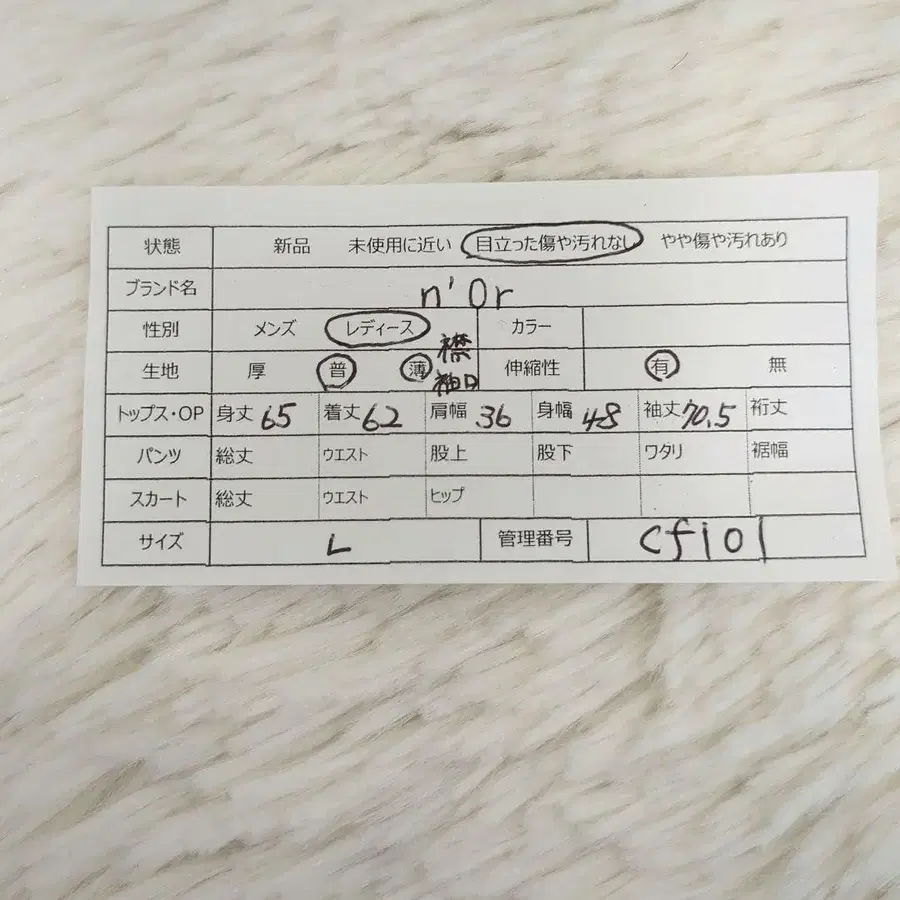 状態 新品 未使用に近い 目立った傷や汚れなし やや傷や汚れあり
ブランド名 n'Or
性別 メンズ レディース カラー
生地 厚 普 薄 襟 袖口 伸縮性 有 無
トップス・OP 身丈 65 着丈 62 肩幅 36 身幅 48 袖丈 70.5 裄丈
パンツ 総丈 ウエスト 股上 股下 ワタリ 裾幅
スカート 総丈 ウエスト ヒップ
サイズ L 管理番号 cf101